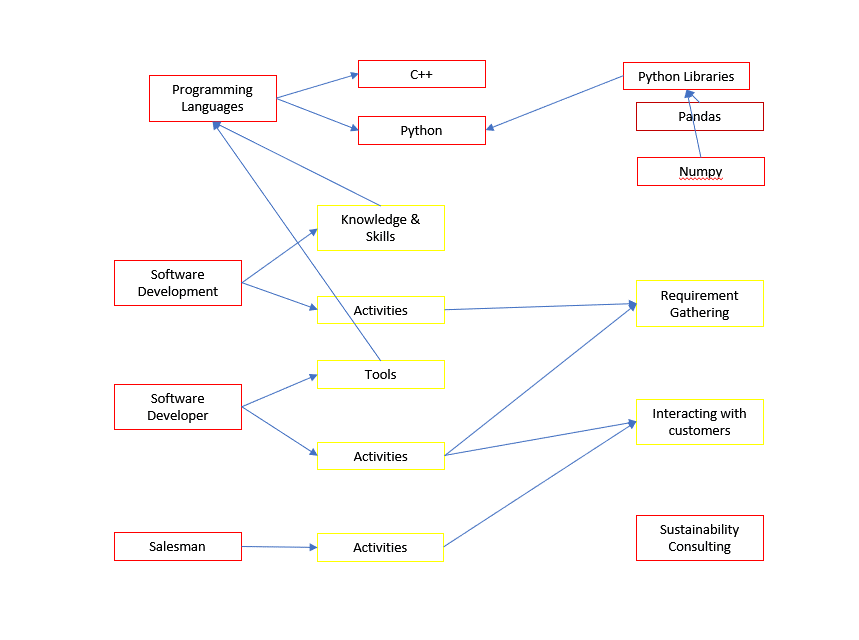 C++
Python Libraries
Programming
Languages
Pandas
Python
Numpy
Knowledge &
Skills
Software
Development
Requirement
Gathering
Activities
Tools
Software
Developer
Interacting with
customers
Activities
Sustainability
Consulting
Salesman
Activities